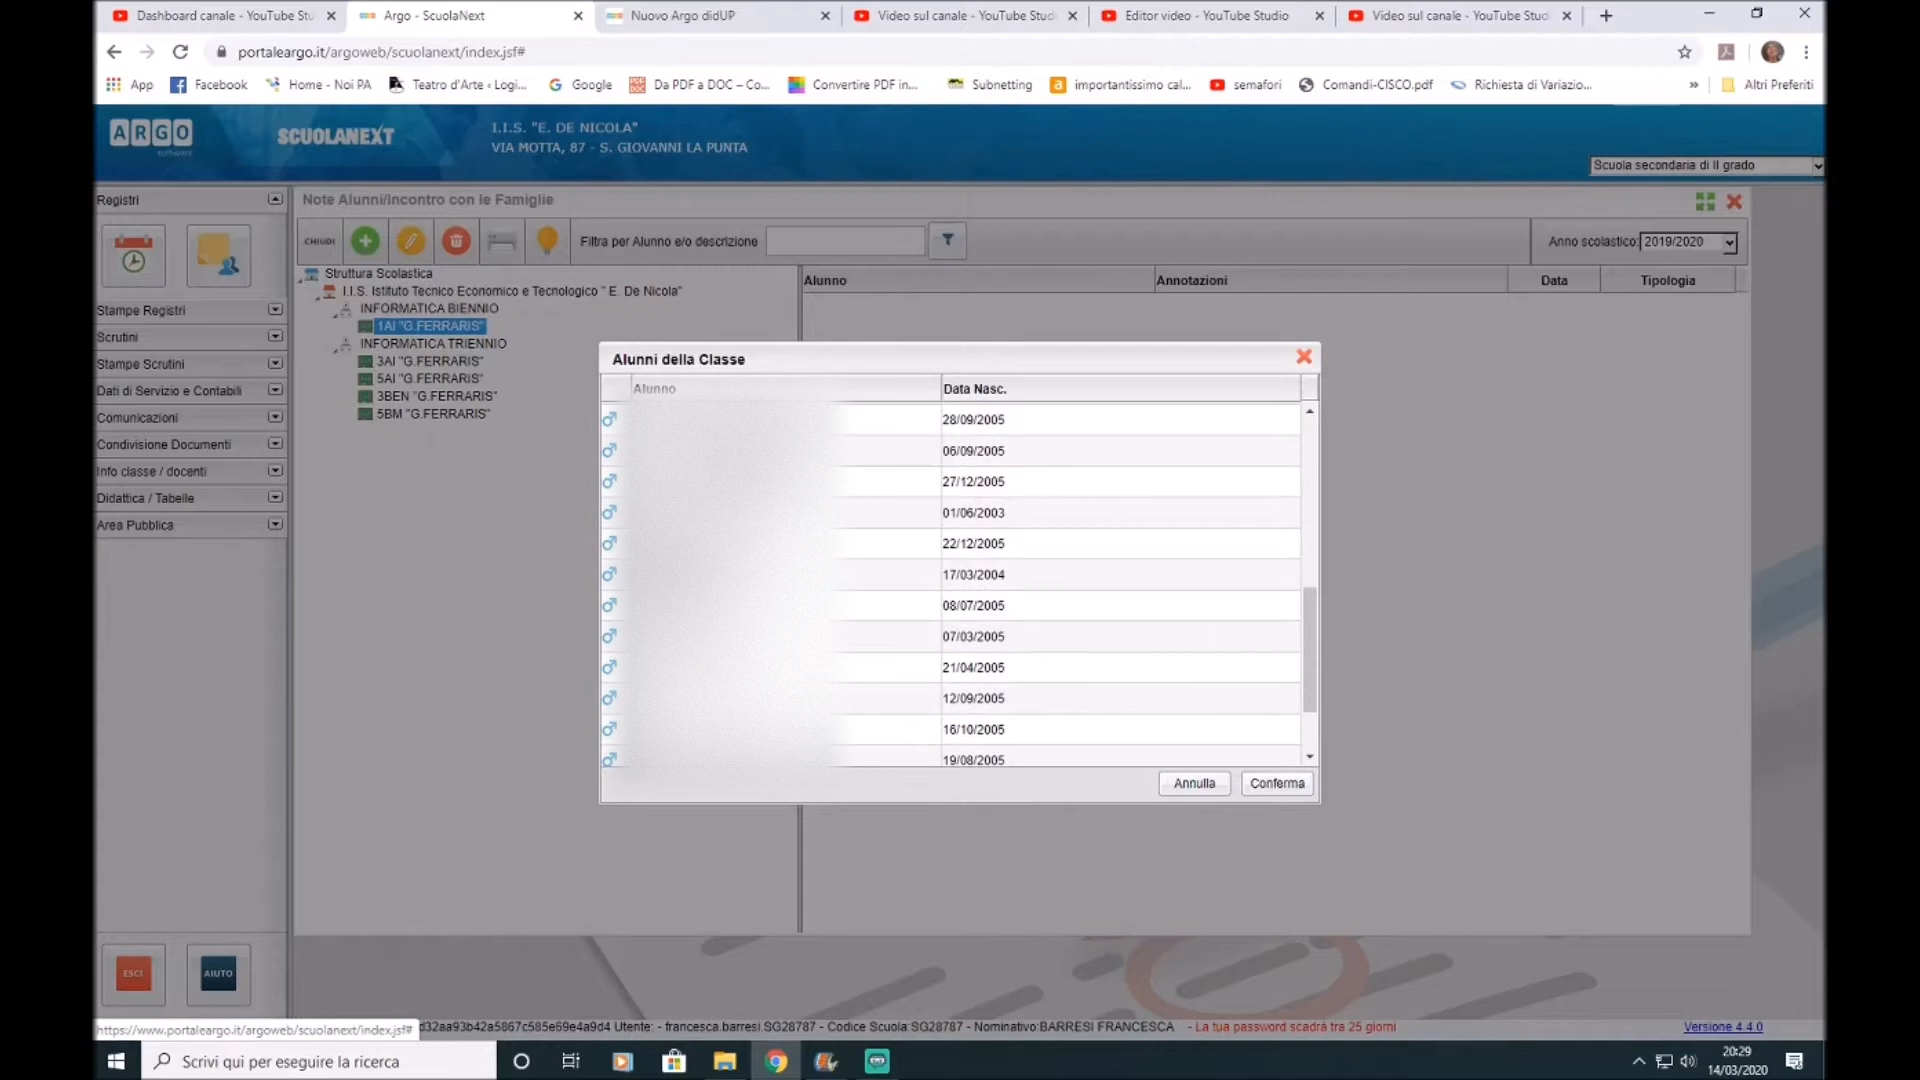 Dashboard canale - YouTube Stu
Argo - ScuolaNext
Nuovo Argo didUP
Video sul canale - YouTube Studi
Editor video - YouTube Studio
Video sul canale - YouTube Studi
portaleargo.it/argoweb/scuolanext/index.jsf#
App
Facebook
Home - Noi PA
Teatro d'Arte ‹ Logi...
Google
Da PDF a DOC – Co...
Convertire PDF in...
Subnetting
importantissimo cal...
semafori
Comandi-CISCO.pdf
Richiesta di Variazio...
»
Altri Preferiti
ARGO
software
SCUOLANEXT
I.I.S. "E. DE NICOLA"
VIA MOTTA, 87 - S. GIOVANNI LA PUNTA
Scuola secondaria di II grado
Registri
Stampe Registri
Scrutini
Stampe Scrutini
Dati di Servizio e Contabili
Comunicazioni
Condivisione Documenti
Info classe / docenti
Didattica / Tabelle
Area Pubblica
ESCI
AIUTO
Note Alunni/Incontro con le Famiglie
CHIUDI
Filtra per Alunno e/o descrizione
Anno scolastico: 2019/2020
Struttura Scolastica
I.I.S. Istituto Tecnico Economico e Tecnologico " E. De Nicola"
INFORMATICA BIENNIO
1AI "G.FERRARIS"
INFORMATICA TRIENNIO
3AI "G.FERRARIS"
5AI "G.FERRARIS"
3BEN "G.FERRARIS"
5BM "G.FERRARIS"
Alunno Annotazioni Data Tipologia
Alunni della Classe
Alunno Data Nasc.
28/09/2005
06/09/2005
27/12/2005
01/06/2003
22/12/2005
17/03/2004
08/07/2005
07/03/2005
21/04/2005
12/09/2005
16/10/2005
19/08/2005
Annulla Conferma
https://www.portaleargo.it/argoweb/scuolanext/index.jsf#
d32aa93b42a5867c585e69e4a9d4 Utente: - francesca.barresi.SG28787 - Codice Scuola:SG28787 - Nominativo:BARRESI FRANCESCA - La tua password scadrà tra 25 giorni
Versione 4.4.0
Scrivi qui per eseguire la ricerca
20:29
14/03/2020